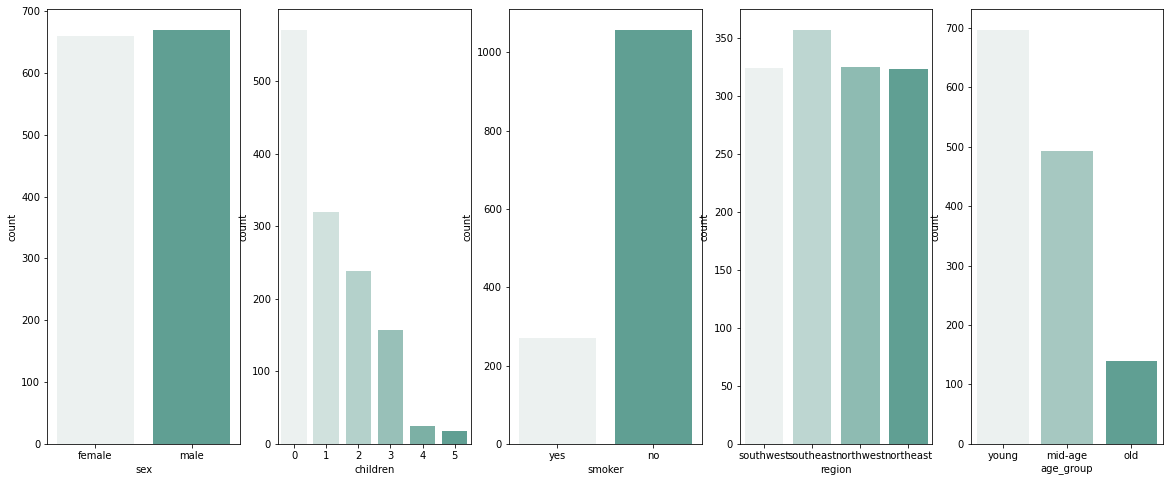 700
600
500
400
300
200
100
0
count
female
male
sex
500
400
300
200
100
0
count
0
1
2
3
4
5
children
1000
800
600
400
200
0
count
yes
no
smoker
350
300
250
200
150
100
50
0
count
southwest
southeast
northwest
northeast
region
700
600
500
400
300
200
100
0
count
young
mid-age
old
age_group